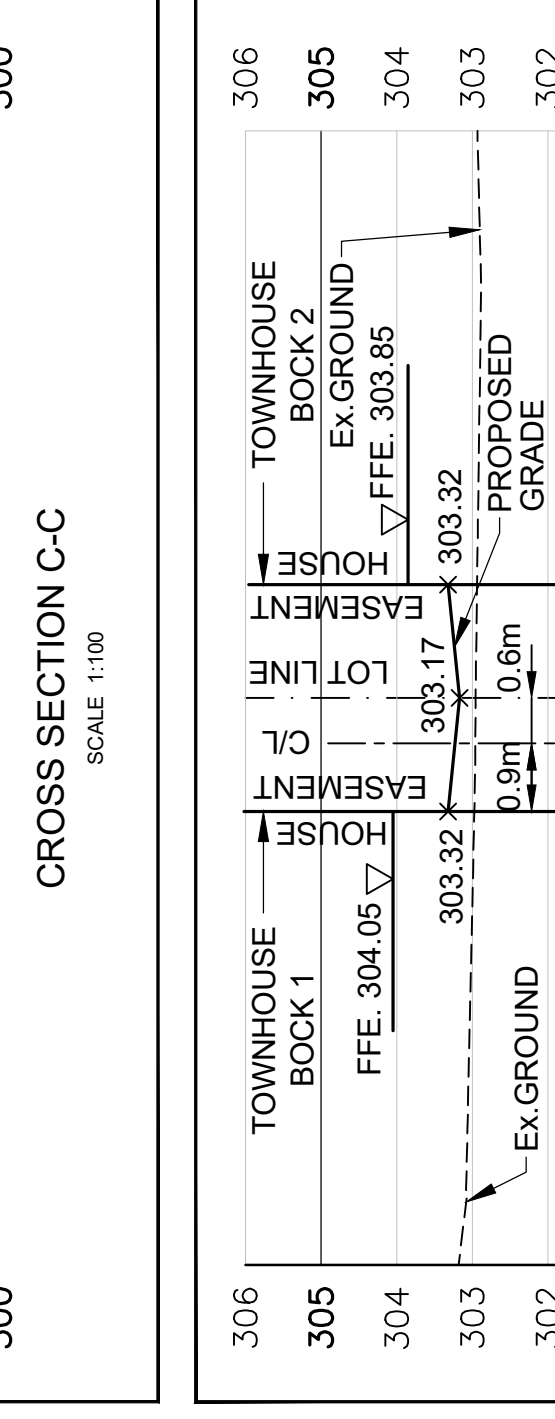 300
300
CROSS SECTION C-C
SCALE 1:100
306
305
304
303
302
306
305
304
303
302
TOWNHOUSE
BOCK 1
FFE. 304.05
HOUSE
EASEMENT
C/L
LOT LINE
EASEMENT
HOUSE
TOWNHOUSE
BOCK 2
Ex.GROUND
FFE. 303.85
303.32
303.17
303.32
0.9m
0.6m
PROPOSED
GRADE
Ex.GROUND